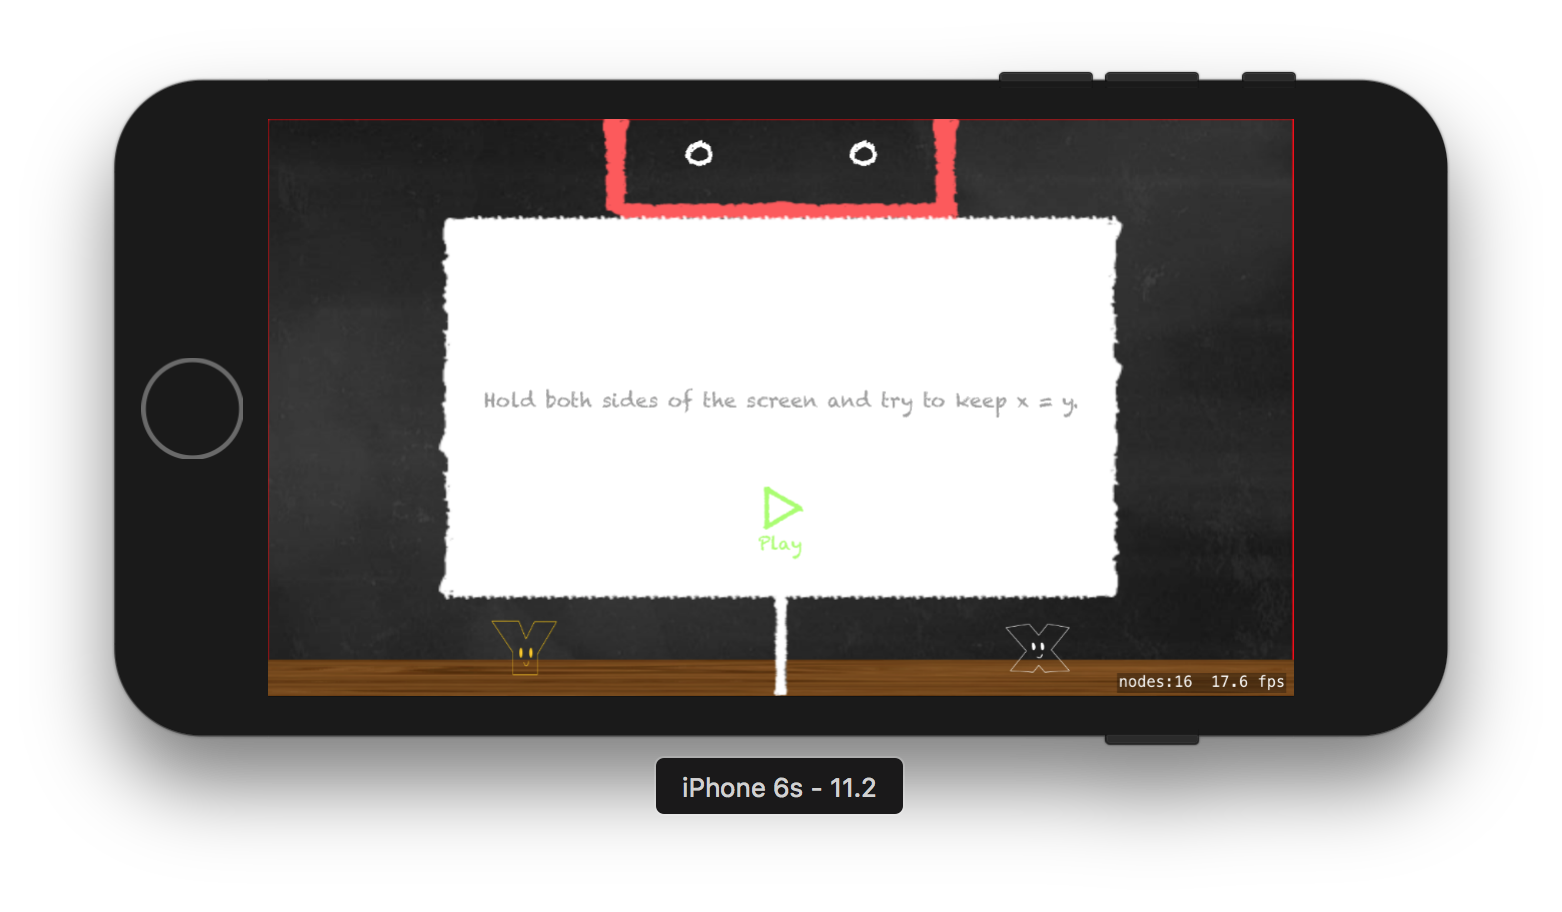 Hold both sides of the screen and try to keep x = y.
Play
Y X
nodes:16 17.6 fps
iPhone 6s - 11.2